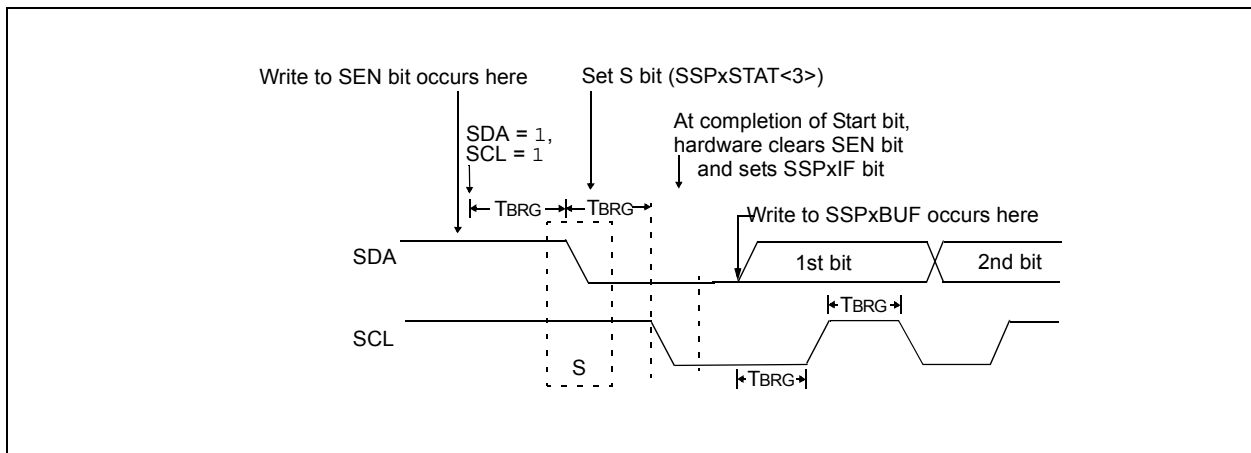 Write to SEN bit occurs here
Set S bit (SSPxSTAT<3>)
SDA = 1,
SCL = 1
At completion of Start bit,
hardware clears SEN bit
and sets SSPxIF bit
TBRG
TBRG
Write to SSPxBUF occurs here
SDA
1st bit
2nd bit
TBRG
SCL
S
TBRG